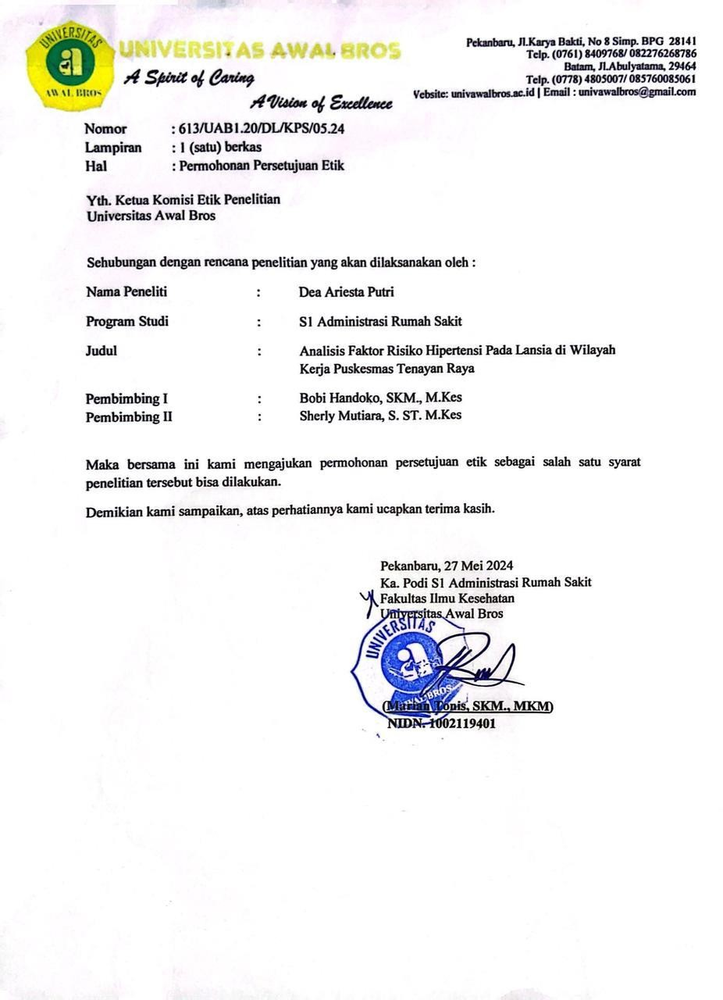 UNIVERSITAS
AWAL BROS
UNIVERSITAS AWAL BROS
A Spirit of Caring
A Vision of Excellence
Pekanbaru, Jl.Karya Bakti, No 8 Simp. BPG 28141
Telp. (0761) 8409768/ 082276268786
Batam, Jl.Abulyatama, 29464
Telp. (0778) 4805007/ 085760085061
Vebsite: univawalbros.ac.id | Email : univawalbros@gmail.com
Nomor : 613/UAB1.20/DL/KPS/05.24
Lampiran : 1 (satu) berkas
Hal : Permohonan Persetujuan Etik
Yth. Ketua Komisi Etik Penelitian
Universitas Awal Bros
Sehubungan dengan rencana penelitian yang akan dilaksanakan oleh :
Nama Peneliti : Dea Ariesta Putri
Program Studi : S1 Administrasi Rumah Sakit
Judul : Analisis Faktor Risiko Hipertensi Pada Lansia di Wilayah
Kerja Puskesmas Tenayan Raya
Pembimbing I : Bobi Handoko, SKM., M.Kes
Pembimbing II : Sherly Mutiara, S. ST. M.Kes
Maka bersama ini kami mengajukan permohonan persetujuan etik sebagai salah satu syarat
penelitian tersebut bisa dilakukan.
Demikian kami sampaikan, atas perhatiannya kami ucapkan terima kasih.
Pekanbaru, 27 Mei 2024
Ka. Podi S1 Administrasi Rumah Sakit
Fakultas Ilmu Kesehatan
Universitas Awal Bros
UNIVERSITAS
AWAL BROS
(Marian Tonis, SKM., MKM)
NIDN. 1002119401